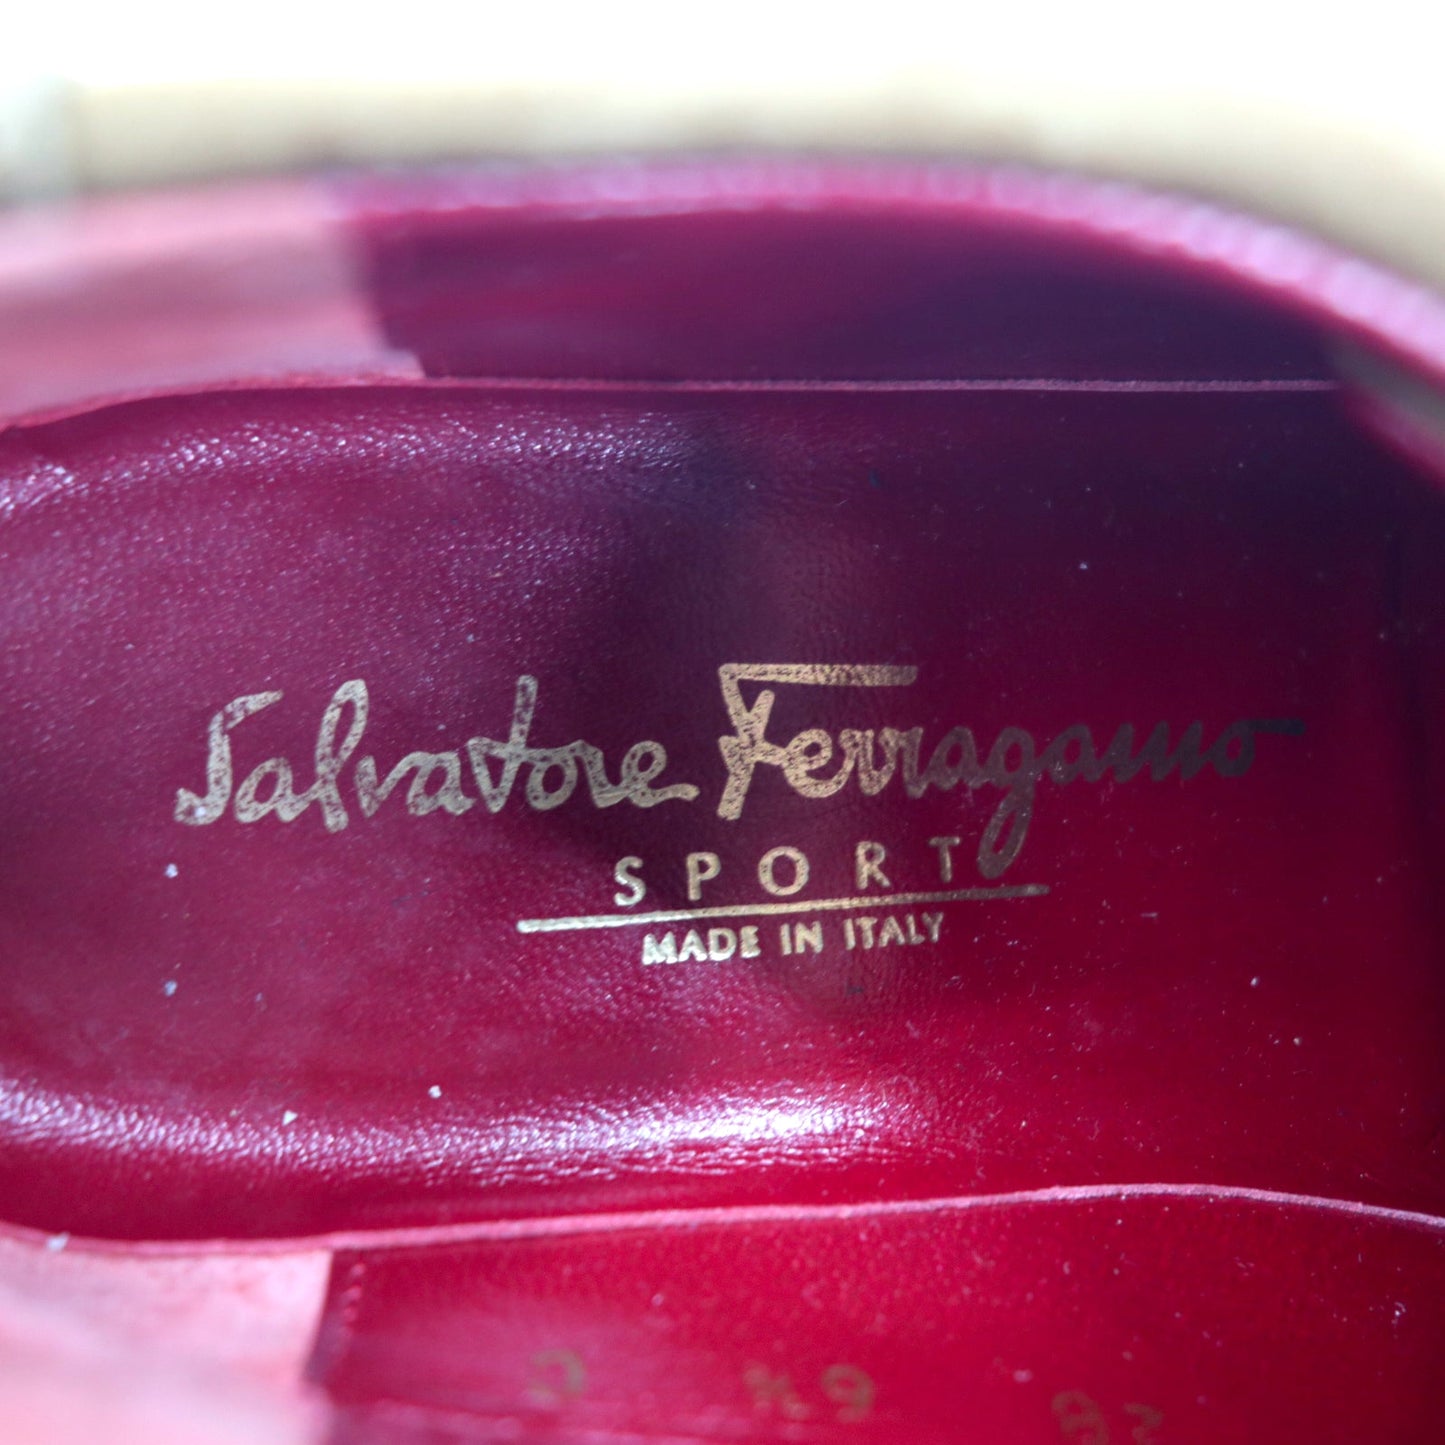 Salvatore Ferragamo
SPORT
MADE IN ITALY